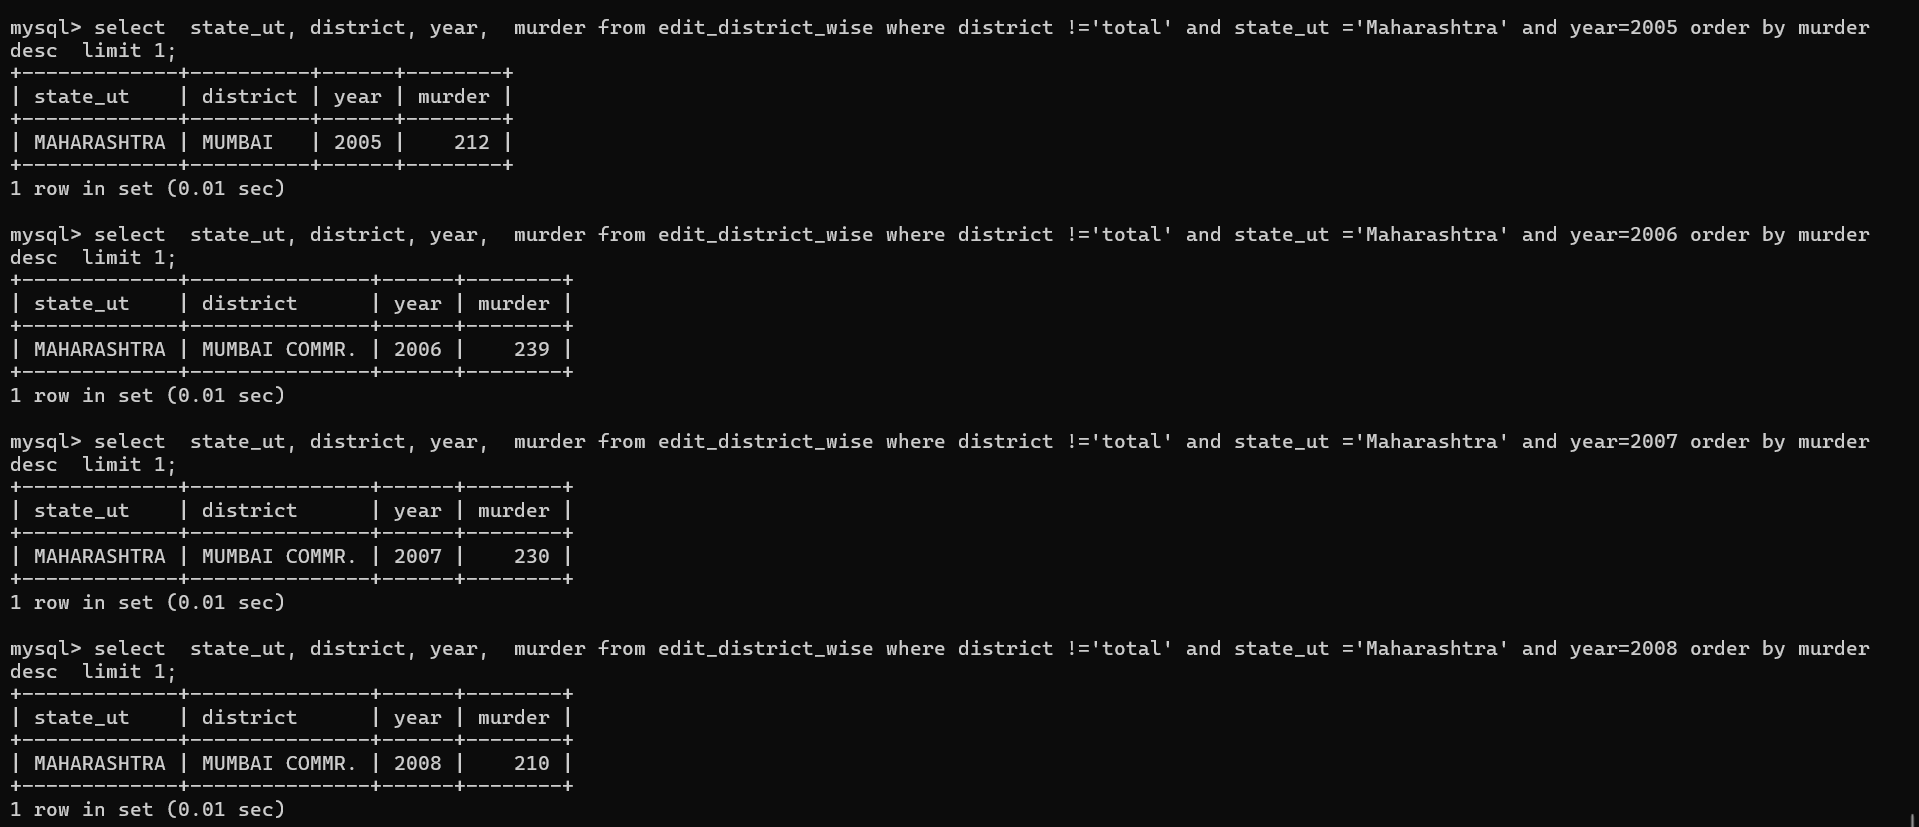 mysql> select  state_ut, district, year,  murder from edit_district_wise where district !='total' and state_ut ='Maharashtra' and year=2005 order by murder
desc  limit 1;
+-------------+----------+------+--------+
| state_ut    | district | year | murder |
+-------------+----------+------+--------+
| MAHARASHTRA | MUMBAI   | 2005 |    212 |
+-------------+----------+------+--------+
1 row in set (0.01 sec)

mysql> select  state_ut, district, year,  murder from edit_district_wise where district !='total' and state_ut ='Maharashtra' and year=2006 order by murder
desc  limit 1;
+-------------+---------------+------+--------+
| state_ut    | district      | year | murder |
+-------------+---------------+------+--------+
| MAHARASHTRA | MUMBAI COMMR. | 2006 |    239 |
+-------------+---------------+------+--------+
1 row in set (0.01 sec)

mysql> select  state_ut, district, year,  murder from edit_district_wise where district !='total' and state_ut ='Maharashtra' and year=2007 order by murder
desc  limit 1;
+-------------+---------------+------+--------+
| state_ut    | district      | year | murder |
+-------------+---------------+------+--------+
| MAHARASHTRA | MUMBAI COMMR. | 2007 |    230 |
+-------------+---------------+------+--------+
1 row in set (0.01 sec)

mysql> select  state_ut, district, year,  murder from edit_district_wise where district !='total' and state_ut ='Maharashtra' and year=2008 order by murder
desc  limit 1;
+-------------+---------------+------+--------+
| state_ut    | district      | year | murder |
+-------------+---------------+------+--------+
| MAHARASHTRA | MUMBAI COMMR. | 2008 |    210 |
+-------------+---------------+------+--------+
1 row in set (0.01 sec)